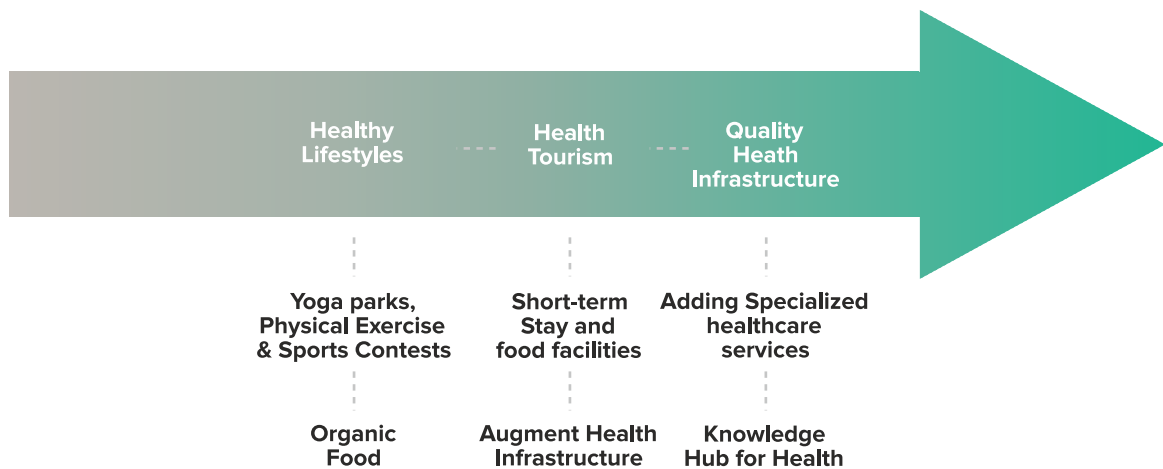 Healthy
Lifestyles
Health
Tourism
Quality
Heath
Infrastructure
Yoga parks,
Physical Exercise
& Sports Contests
Short-term
Stay and
food facilities
Adding Specialized
healthcare
services
Organic
Food
Augment Health
Infrastructure
Knowledge
Hub for Health